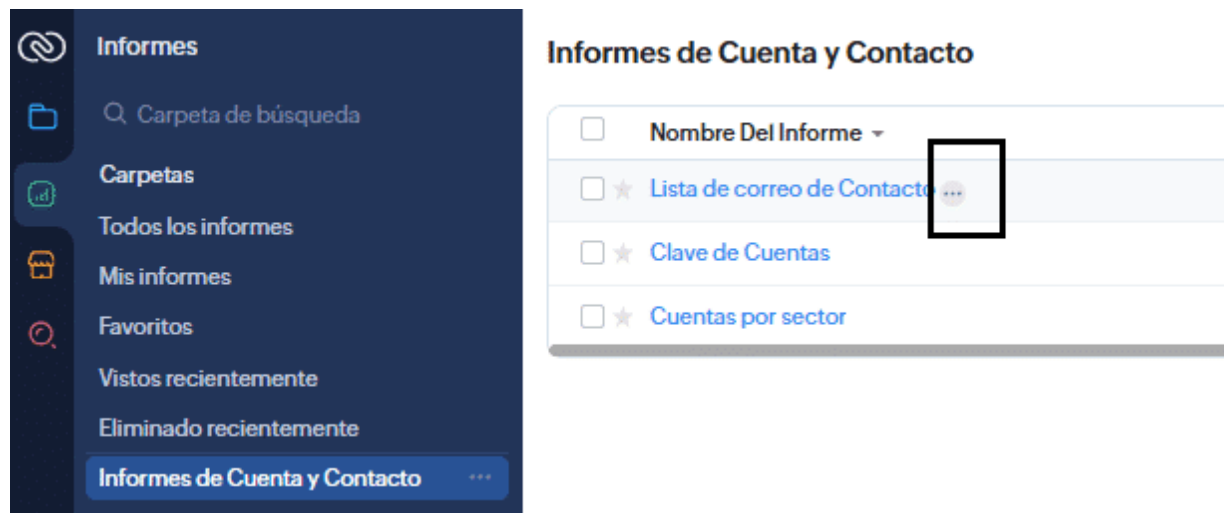 Informes
Carpeta de búsqueda
Carpetas
Todos los informes
Mis informes
Favoritos
Vistos recientemente
Eliminado recientemente
Informes de Cuenta y Contacto
Informes de Cuenta y Contacto
Nombre Del Informe
Lista de correo de Contacto
Clave de Cuentas
Cuentas por sector